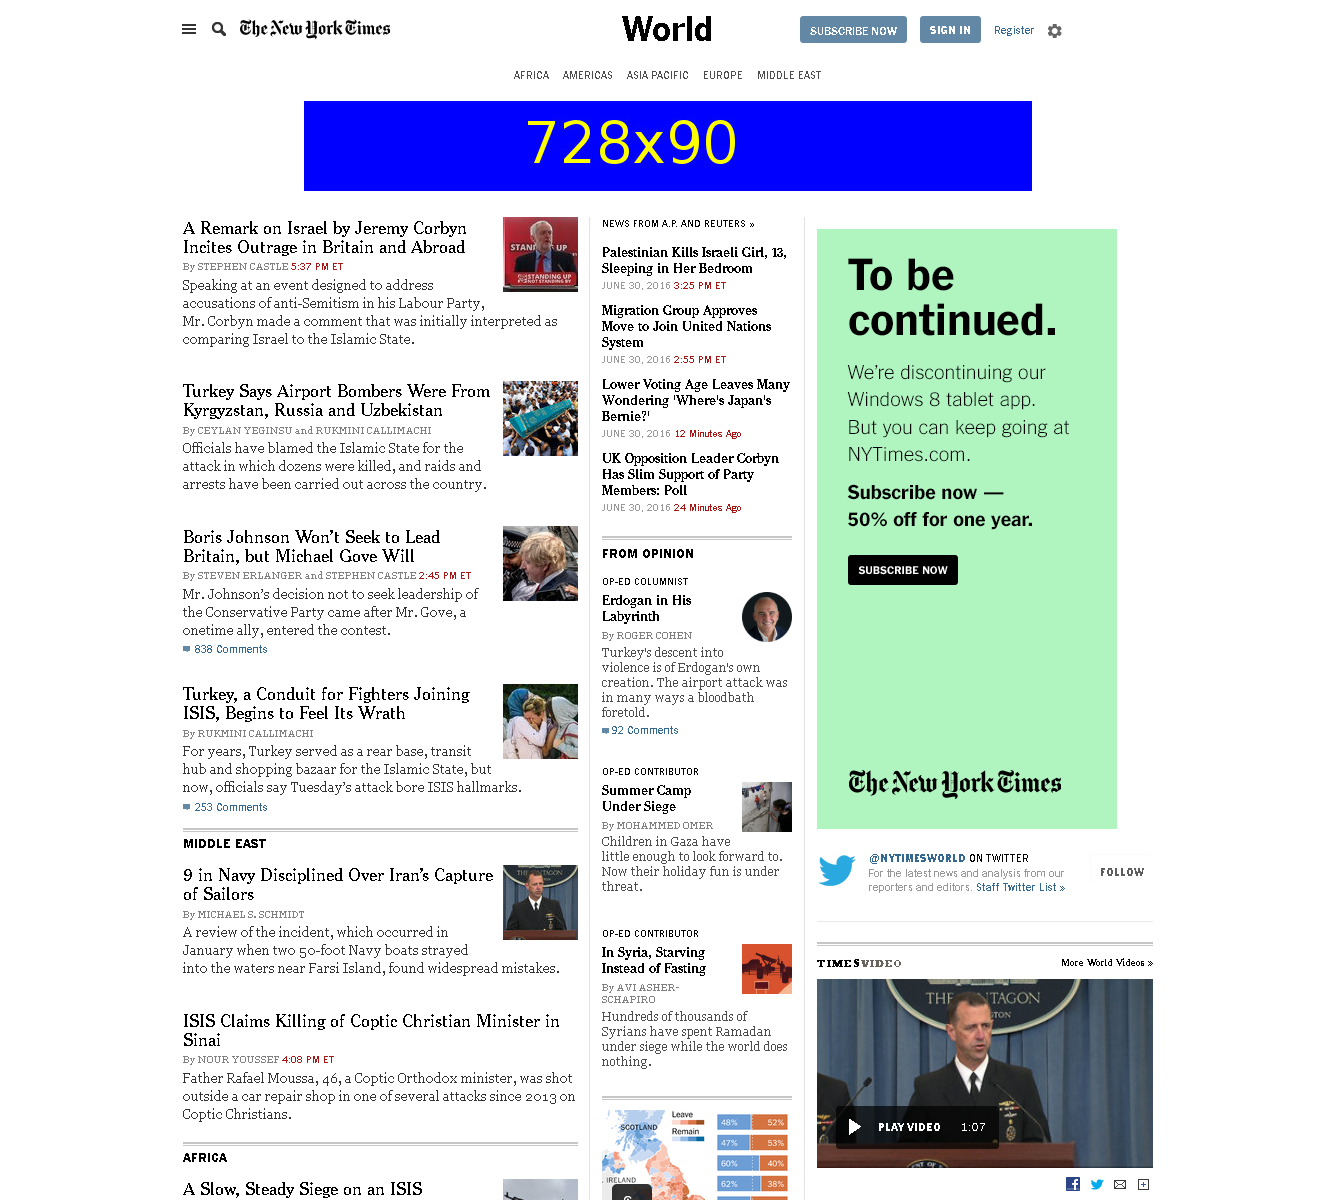 The New York Times
World
SUBSCRIBE NOW
SIGN IN
Register
AFRICA AMERICAS ASIA PACIFIC EUROPE MIDDLE EAST
728x90
A Remark on Israel by Jeremy Corbyn
Incites Outrage in Britain and Abroad
By STEPHEN CASTLE 5:37 PM ET
Speaking at an event designed to address
accusations of anti-Semitism in his Labour Party,
Mr. Corbyn made a comment that was initially interpreted as
comparing Israel to the Islamic State.
STANDING UP
NOT STANDING BY
Turkey Says Airport Bombers Were From
Kyrgyzstan, Russia and Uzbekistan
By CEYLAN YEGINSU and RUKMINI CALLIMACHI
Officials have blamed the Islamic State for the
attack in which dozens were killed, and raids and
arrests have been carried out across the country.
Boris Johnson Won't Seek to Lead
Britain, but Michael Gove Will
By STEVEN ERLANGER and STEPHEN CASTLE 2:45 PM ET
Mr. Johnson's decision not to seek leadership of
the Conservative Party came after Mr. Gove, a
onetime ally, entered the contest.
838 Comments
Turkey, a Conduit for Fighters Joining
ISIS, Begins to Feel Its Wrath
By RUKMINI CALLIMACHI
For years, Turkey served as a rear base, transit
hub and shopping bazaar for the Islamic State, but
now, officials say Tuesday's attack bore ISIS hallmarks.
253 Comments
MIDDLE EAST
9 in Navy Disciplined Over Iran's Capture
of Sailors
By MICHAEL S. SCHMIDT
A review of the incident, which occurred in
January when two 50-foot Navy boats strayed
into the waters near Farsi Island, found widespread mistakes.
ISIS Claims Killing of Coptic Christian Minister in
Sinai
By NOUR YOUSSEF 4:08 PM ET
Father Rafael Moussa, 46, a Coptic Orthodox minister, was shot
outside a car repair shop in one of several attacks since 2013 on
Coptic Christians.
AFRICA
A Slow, Steady Siege on an ISIS
NEWS FROM A.P. AND REUTERS »
Palestinian Kills Israeli Girl, 13,
Sleeping in Her Bedroom
JUNE 30, 2016 3:25 PM ET
Migration Group Approves
Move to Join United Nations
System
JUNE 30, 2016 2:55 PM ET
Lower Voting Age Leaves Many
Wondering 'Where's Japan's
Bernie?'
JUNE 30, 2016 12 Minutes Ago
UK Opposition Leader Corbyn
Has Slim Support of Party
Members: Poll
JUNE 30, 2016 24 Minutes Ago
FROM OPINION
OP-ED COLUMNIST
Erdogan in His
Labyrinth
By ROGER COHEN
Turkey's descent into
violence is of Erdogan's own
creation. The airport attack was
in many ways a bloodbath
foretold.
92 Comments
OP-ED CONTRIBUTOR
Summer Camp
Under Siege
By MOHAMMED OMER
Children in Gaza have
little enough to look forward to.
Now their holiday fun is under
threat.
OP-ED CONTRIBUTOR
In Syria, Starving
Instead of Fasting
By AVI ASHER-
SCHAPIRO
Hundreds of thousands of
Syrians have spent Ramadan
under siege while the world does
nothing.
Leave
Remain
SCOTLAND
IRELAND
48% 52%
47% 53%
60% 40%
62% 38%
To be
continued.
We're discontinuing our
Windows 8 tablet app.
But you can keep going at
NYTimes.com.
Subscribe now —
50% off for one year.
SUBSCRIBE NOW
The New York Times
@NYTIMESWORLD ON TWITTER
For the latest news and analysis from our
reporters and editors. Staff Twitter List »
FOLLOW
TIMESVIDEO
More World Videos »
THE PENTAGON
PLAY VIDEO 1:07